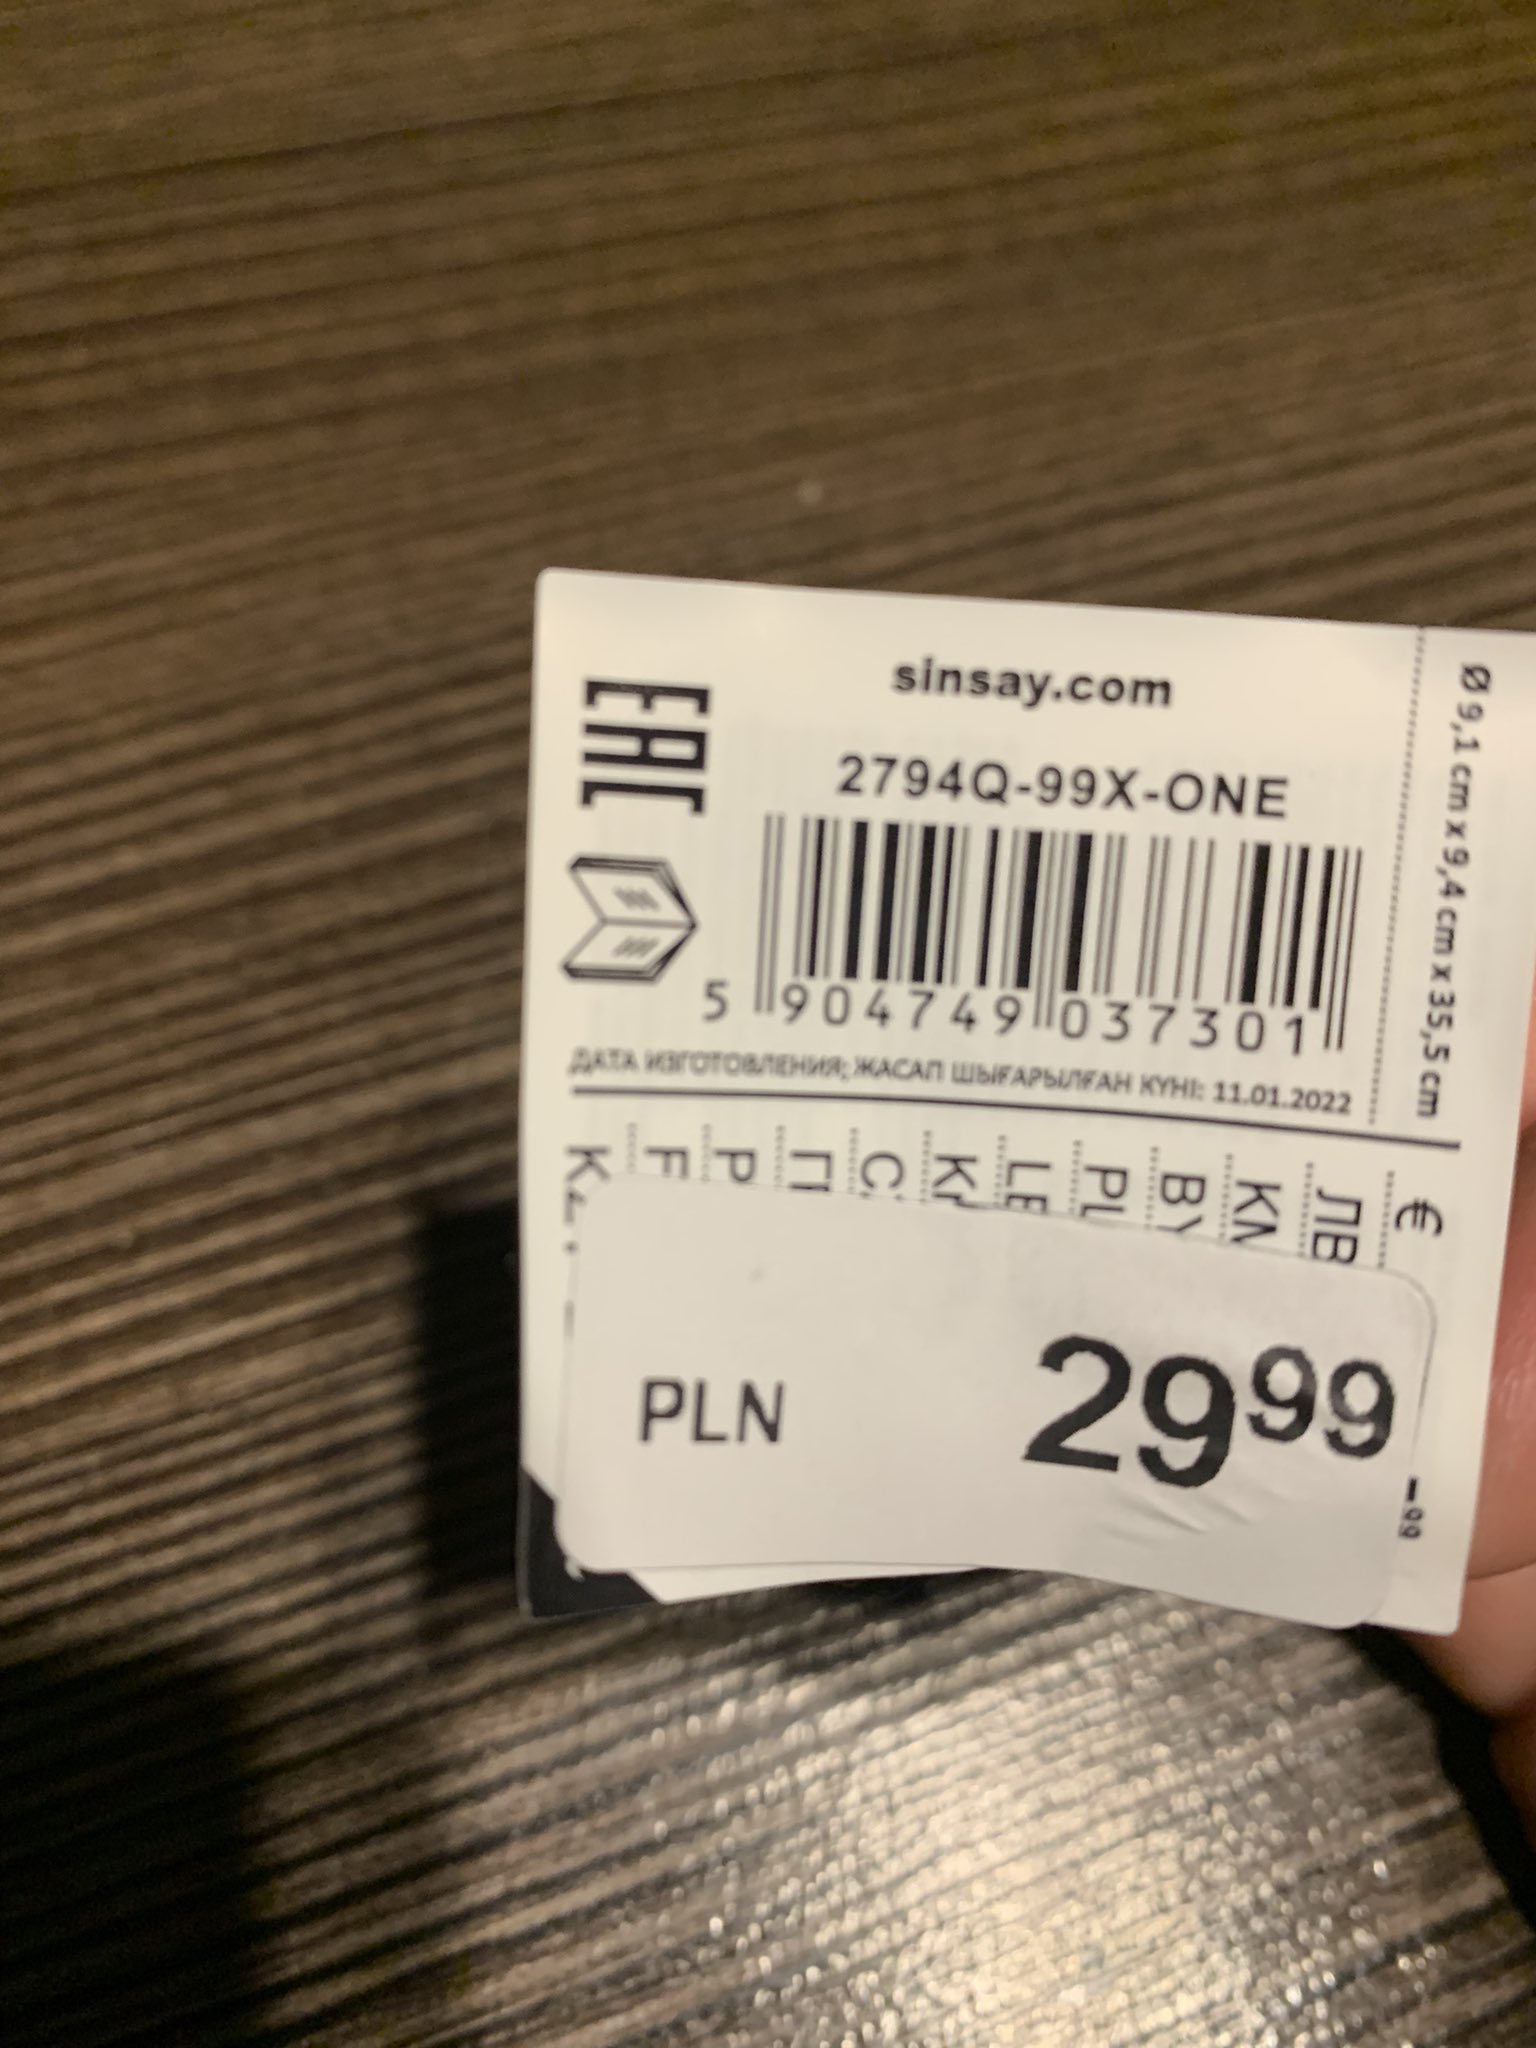 sinsay.com
2794Q-99X-ONE
5 904749 037301
ДАТА ИЗГОТОВЛЕНИЯ; ЖАСАП ШЫҒАРЫЛҒАН КҮНІ: 11.01.2022
EAC
Ø 9,1 cm x 9,4 cm x 35,5 cm
€
ЛВ
PLN 29⁹⁹